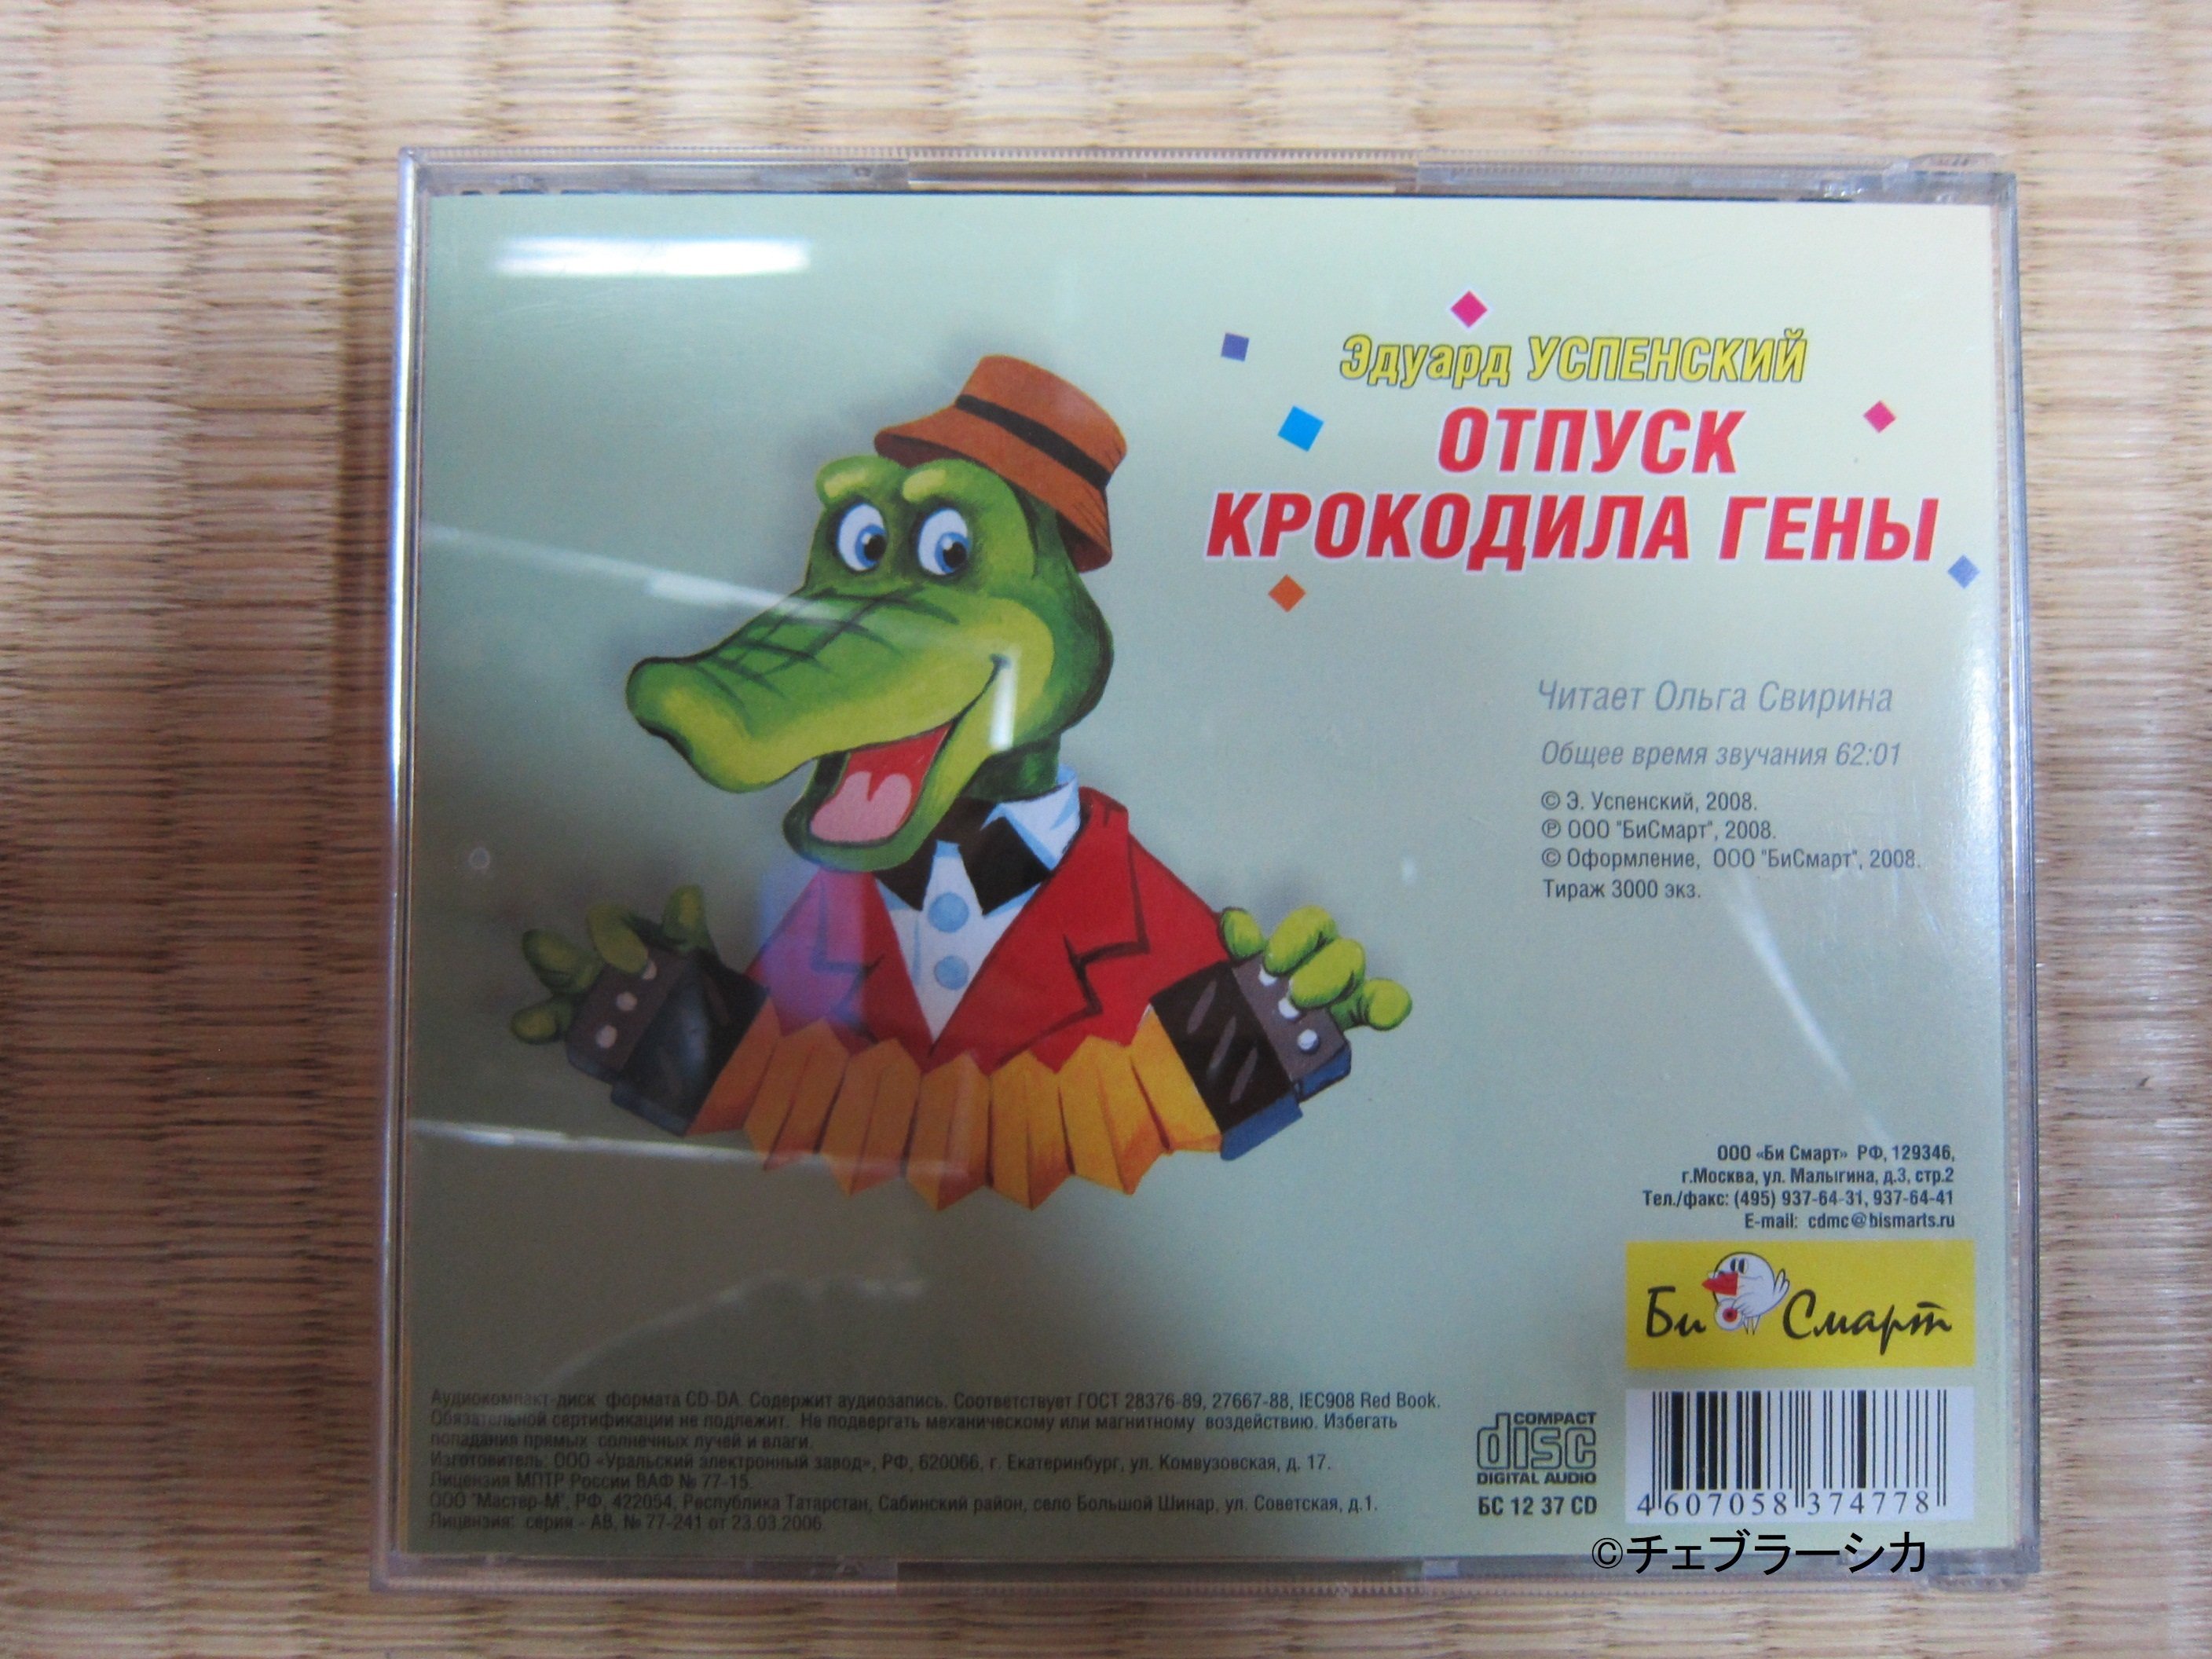 Эдуард УСПЕНСКИЙ
ОТПУСК
КРОКОДИЛА ГЕНЫ
Читает Ольга Свирина
Общее время звучания 62:01
© Э. Успенский, 2008.
℗ ООО "БиСмарт", 2008.
© Оформление, ООО "БиСмарт", 2008.
Тираж 3000 экз.
ООО «Би Смарт» РФ, 129346,
г.Москва, ул. Малыгина, д.3, стр.2
Тел./факс: (495) 937-64-31, 937-64-41
E-mail: cdmc@bismarts.ru
Би Смарт
Аудиокомпакт-диск формата CD-DA. Содержит аудиозапись. Соответствует ГОСТ 28376-89, 27667-88, IEC908 Red Book.
Обязательной сертификации не подлежит. Не подвергать механическому или магнитному воздействию. Избегать
попадания прямых солнечных лучей и влаги.
Изготовитель: ООО «Уральский электронный завод», РФ, 620066, г. Екатеринбург, ул. Комвузовская, д. 17.
Лицензия МПТР России ВАФ № 77-15.
ООО "Мастер-М", РФ, 422054, Республика Татарстан, Сабинский район, село Большой Шинар, ул. Советская, д.1.
Лицензия: серия - АВ, № 77-241 от 23.03.2006
COMPACT
disc
DIGITAL AUDIO
БС 12 37 CD
4 607058 374778
©チェブラーシカ